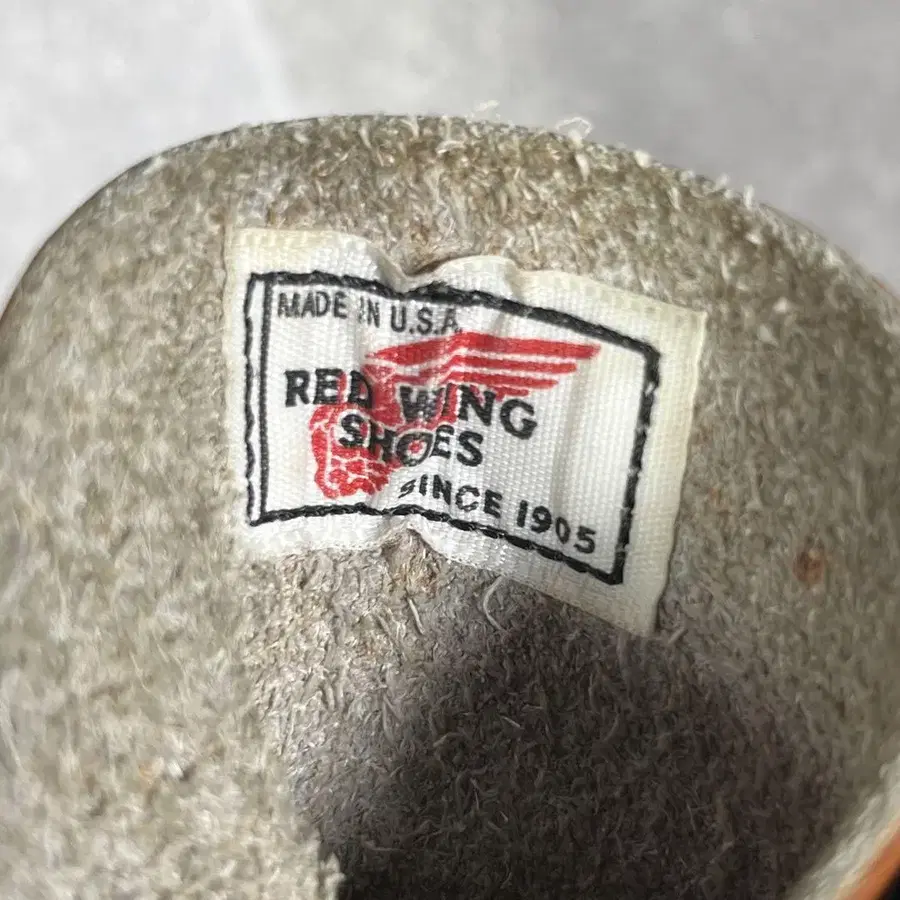 MADE IN U.S.A.
RED WING
SHOES
SINCE 1905